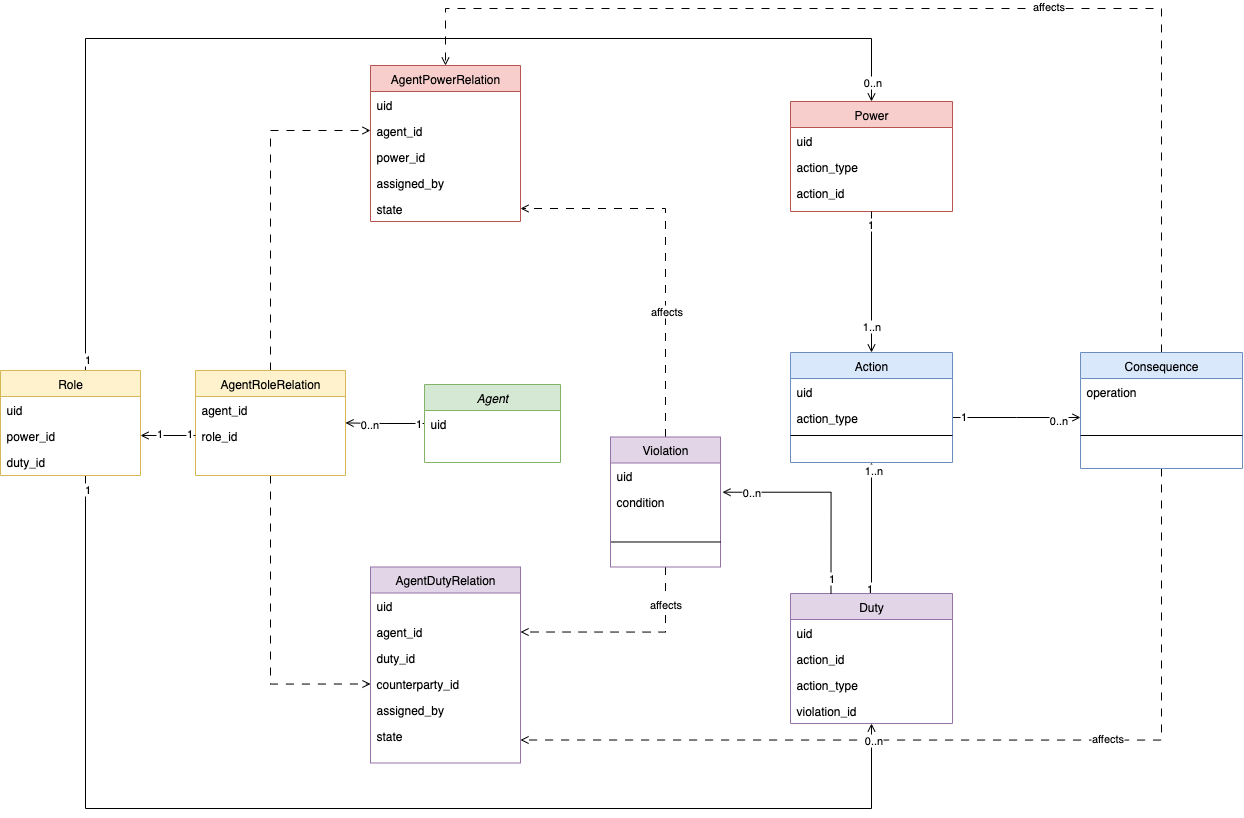 affects
AgentPowerRelation
uid
agent_id
power_id
assigned_by
state
0..n
Power
uid
action_type
action_id
1
1..n
affects
1
Role
uid
power_id
duty_id
1
1
1
AgentRoleRelation
agent_id
role_id
0..n
1
Agent
uid
Action
uid
action_type
1
0..n
Consequence
operation
Violation
uid
condition
0..n
1..n
1
1
affects
AgentDutyRelation
uid
agent_id
duty_id
counterparty_id
assigned_by
state
Duty
uid
action_id
action_type
violation_id
0..n
affects